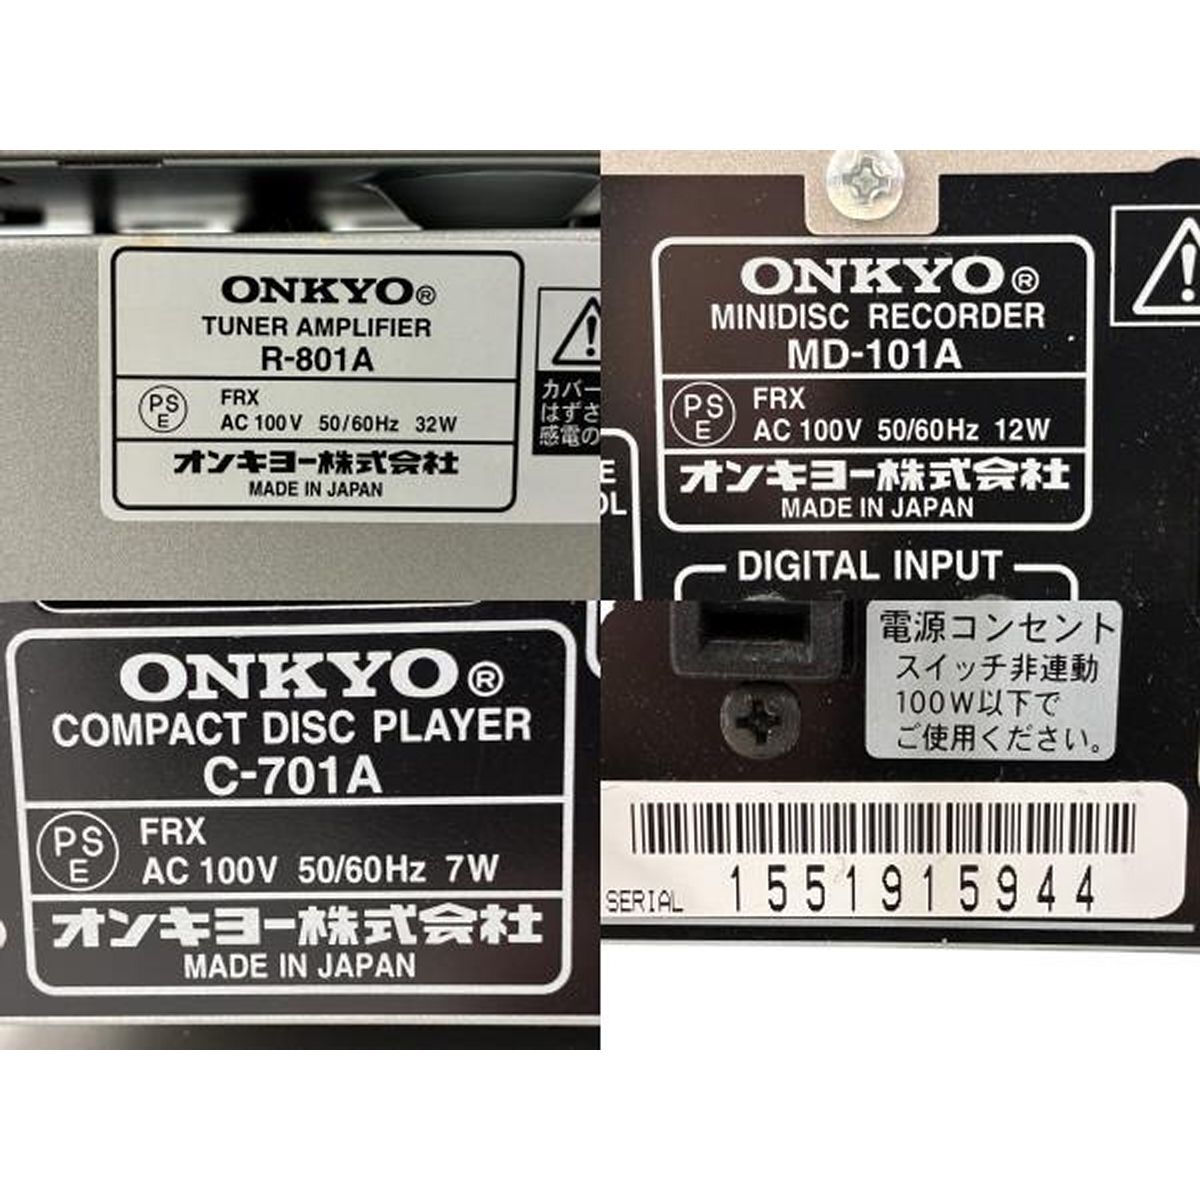 ONKYO®
TUNER AMPLIFIER
R-801A
PSE
FRX
AC 100V 50/60Hz 32W
オンキヨー株式会社
MADE IN JAPAN
カバー
はずさ
感電の
ONKYO®
MINIDISC RECORDER
MD-101A
PSE
FRX
AC 100V 50/60Hz 12W
オンキヨー株式会社
MADE IN JAPAN
DIGITAL INPUT
ONKYO®
COMPACT DISC PLAYER
C-701A
PSE
FRX
AC 100V 50/60Hz 7W
オンキヨー株式会社
MADE IN JAPAN
電源コンセント
スイッチ非連動
100W以下で
ご使用ください。
SERIAL 1551915944